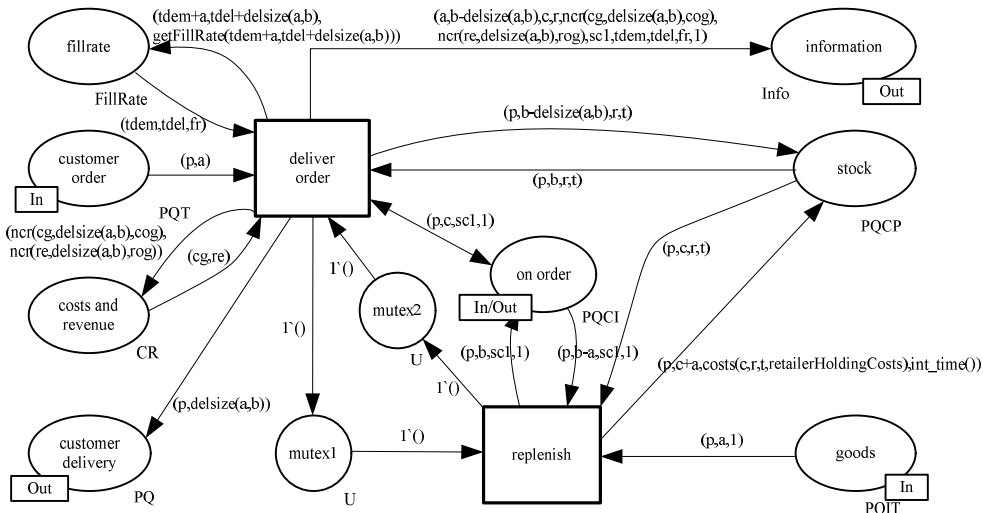 (tdem+a,tdel+delsize(a,b),
getFillRate(tdem+a,tdel+delsize(a,b)))
(a,b-delsize(a,b),c,r,ncr(cg,delsize(a,b),cog),
ncr(re,delsize(a,b),rog),sc1,tdem,tdel,fr,1)
fillrate
information
Out
Info
FillRate
(tdem,tdel,fr)
(p,b-delsize(a,b),r,t)
customer
order
In
(p,a)
deliver
order
(p,b,r,t)
stock
PQT
PQCP
(ncr(cg,delsize(a,b),cog),
ncr(re,delsize(a,b),rog))
(cg,re)
(p,c,sc1,1)
(p,c,r,t)
1`()
on order
In/Out
PQCI
costs and
revenue
CR
mutex2
U
1`()
(p,b,sc1,1)
(p,b-a,sc1,1)
(p,c+a,costs(c,r,t,retailerHoldingCosts),int_time())
1`()
(p,delsize(a,b))
customer
delivery
Out
PQ
mutex1
U
1`()
replenish
(p,a,1)
goods
In
PQIT